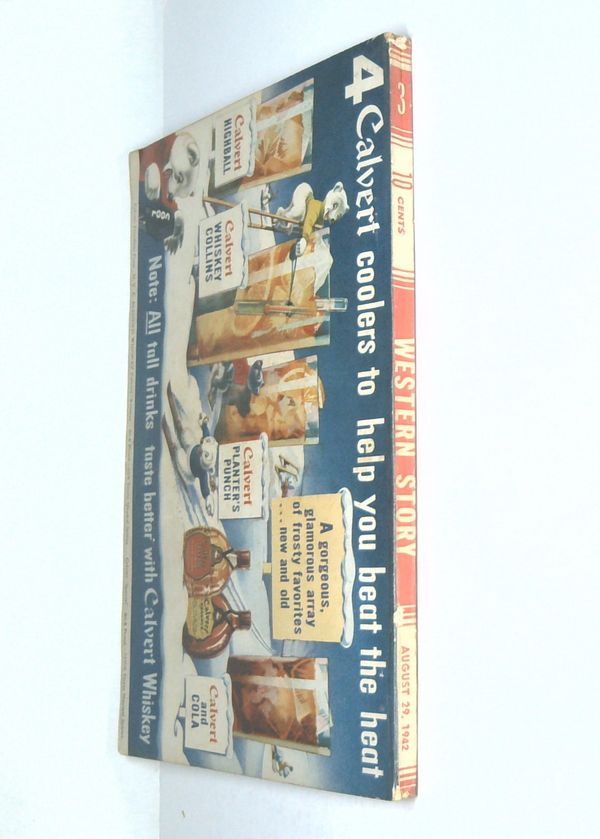 3
10 CENTS
WESTERN STORY
AUGUST 29, 1942
4 Calvert coolers to help you beat the heat
Calvert
HIGHBALL
Calvert
WHISKEY
COLLINS
Calvert
PLANTER'S
PUNCH
A gorgeous,
glamorous array
of frosty favorites
... new and old
Calvert
and
COLA
Note: All tall drinks taste better with Calvert Whiskey